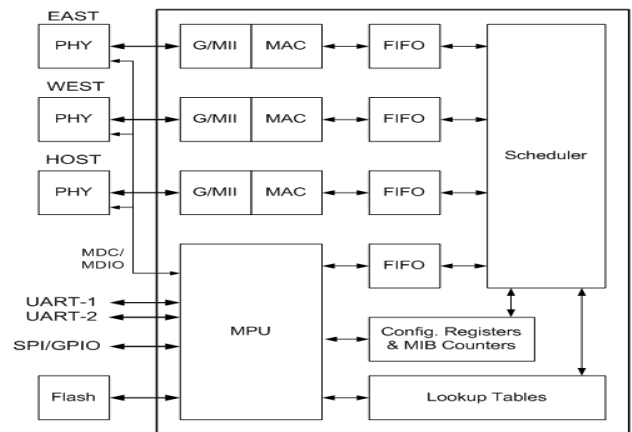 EAST
PHY
G/MII
MAC
FIFO
WEST
PHY
G/MII
MAC
FIFO
Scheduler
HOST
PHY
G/MII
MAC
FIFO
MDC/
MDIO
FIFO
UART-1
UART-2
MPU
Config. Registers
& MIB Counters
SPI/GPIO
Flash
Lookup Tables